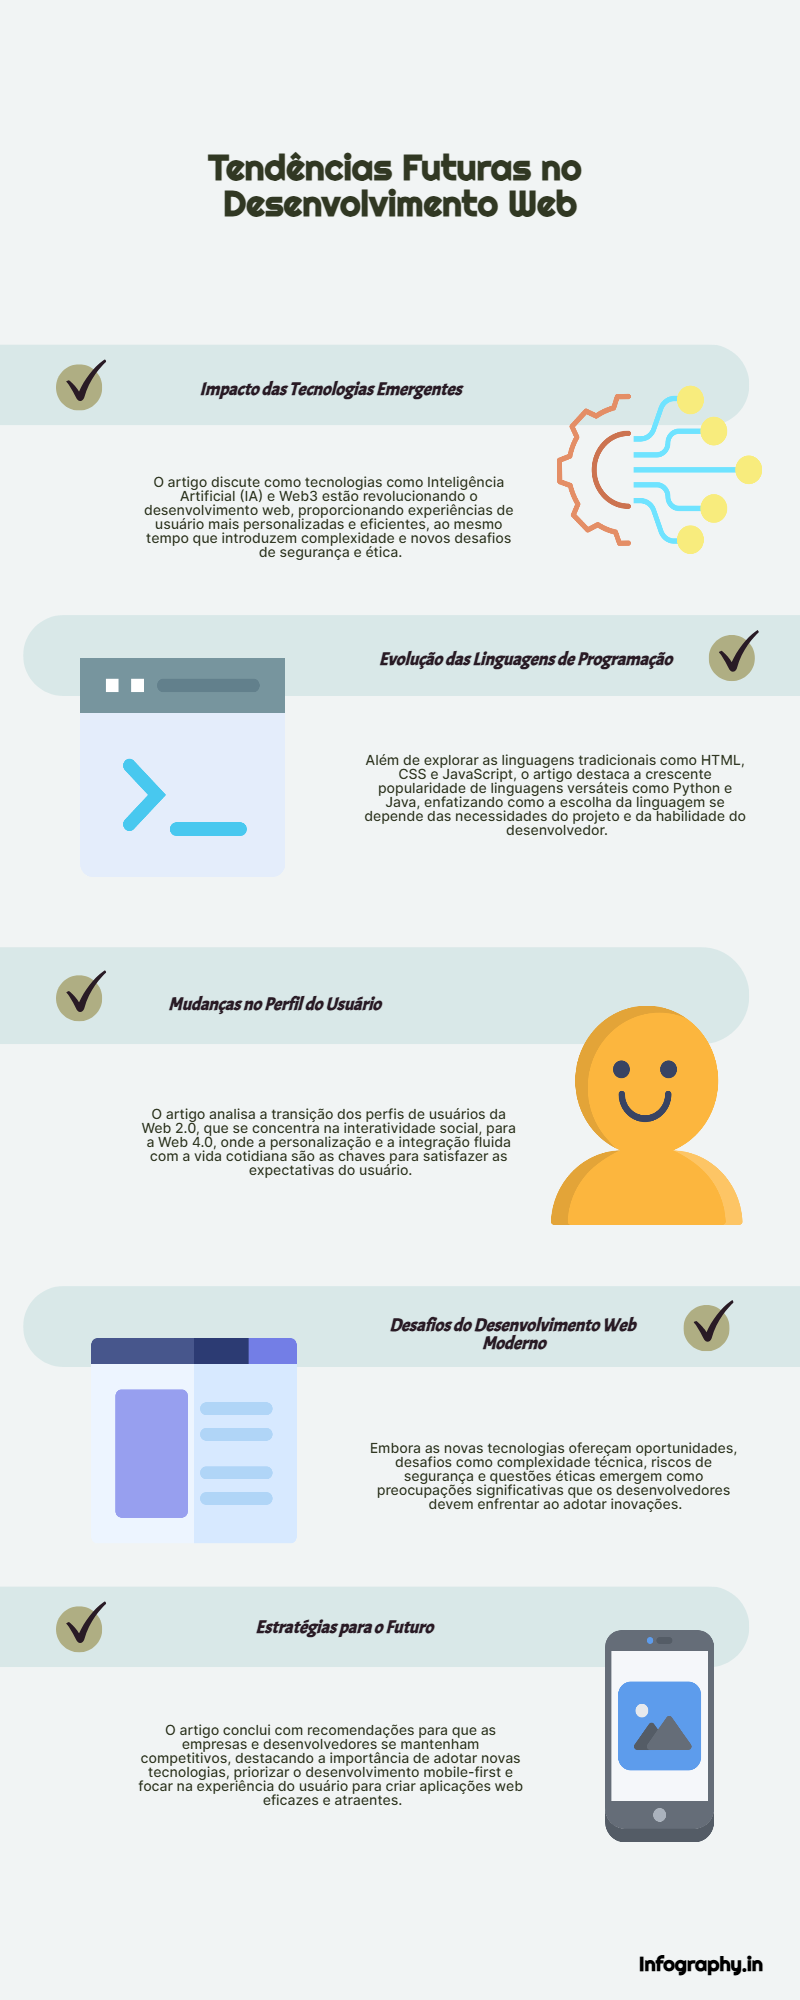 Tendências Futuras no
Desenvolvimento Web
Impacto das Tecnologias Emergentes
O artigo discute como tecnologias como Inteligência
Artificial (IA) e Web3 estão revolucionando o
desenvolvimento web, proporcionando experiências de
usuário mais personalizadas e eficientes, ao mesmo
tempo que introduzem complexidade e novos desafios
de segurança e ética.
Evolução das Linguagens de Programação
Além de explorar as linguagens tradicionais como HTML,
CSS e JavaScript, o artigo destaca a crescente
popularidade de linguagens versáteis como Python e
Java, enfatizando como a escolha da linguagem se
depende das necessidades do projeto e da habilidade do
desenvolvedor.
Mudanças no Perfil do Usuário
O artigo analisa a transição dos perfis de usuários da
Web 2.0, que se concentra na interatividade social, para
a Web 4.0, onde a personalização e a integração fluida
com a vida cotidiana são as chaves para satisfazer as
expectativas do usuário.
Desafios do Desenvolvimento Web
Moderno
Embora as novas tecnologias ofereçam oportunidades,
desafios como complexidade técnica, riscos de
segurança e questões éticas emergem como
preocupações significativas que os desenvolvedores
devem enfrentar ao adotar inovações.
Estratégias para o Futuro
O artigo conclui com recomendações para que as
empresas e desenvolvedores se mantenham
competitivos, destacando a importância de adotar novas
tecnologias, priorizar o desenvolvimento mobile-first e
focar na experiência do usuário para criar aplicações web
eficazes e atraentes.
Infography.in